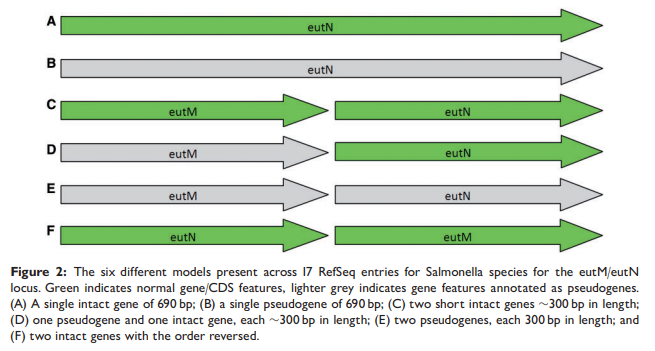 A
eutN
B
eutN
C
eutM eutN
D
eutM eutN
E
eutM eutN
F
eutN eutM
Figure 2: The six different models present across 17 RefSeq entries for Salmonella species for the eutM/eutN
locus. Green indicates normal gene/CDS features, lighter grey indicates gene features annotated as pseudogenes.
(A) A single intact gene of 690 bp; (B) a single pseudogene of 690 bp; (C) two short intact genes ~300 bp in length;
(D) one pseudogene and one intact gene, each ~300 bp in length; (E) two pseudogenes, each 300 bp in length; and
(F) two intact genes with the order reversed.